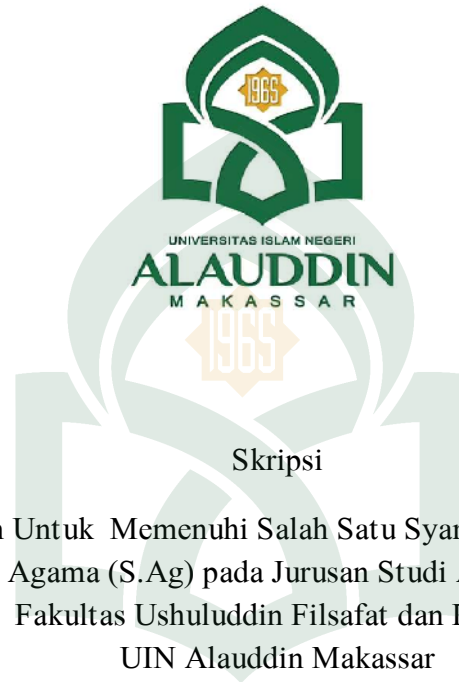 1965
UNIVERSITAS ISLAM NEGERI
ALAUDDIN
MAKASSAR
1965
Skripsi
Untuk Memenuhi Salah Satu
Agama (S.Ag) pada Jurusan Studi
Fakultas Ushuluddin Filsafat dan
UIN Alauddin Makassar